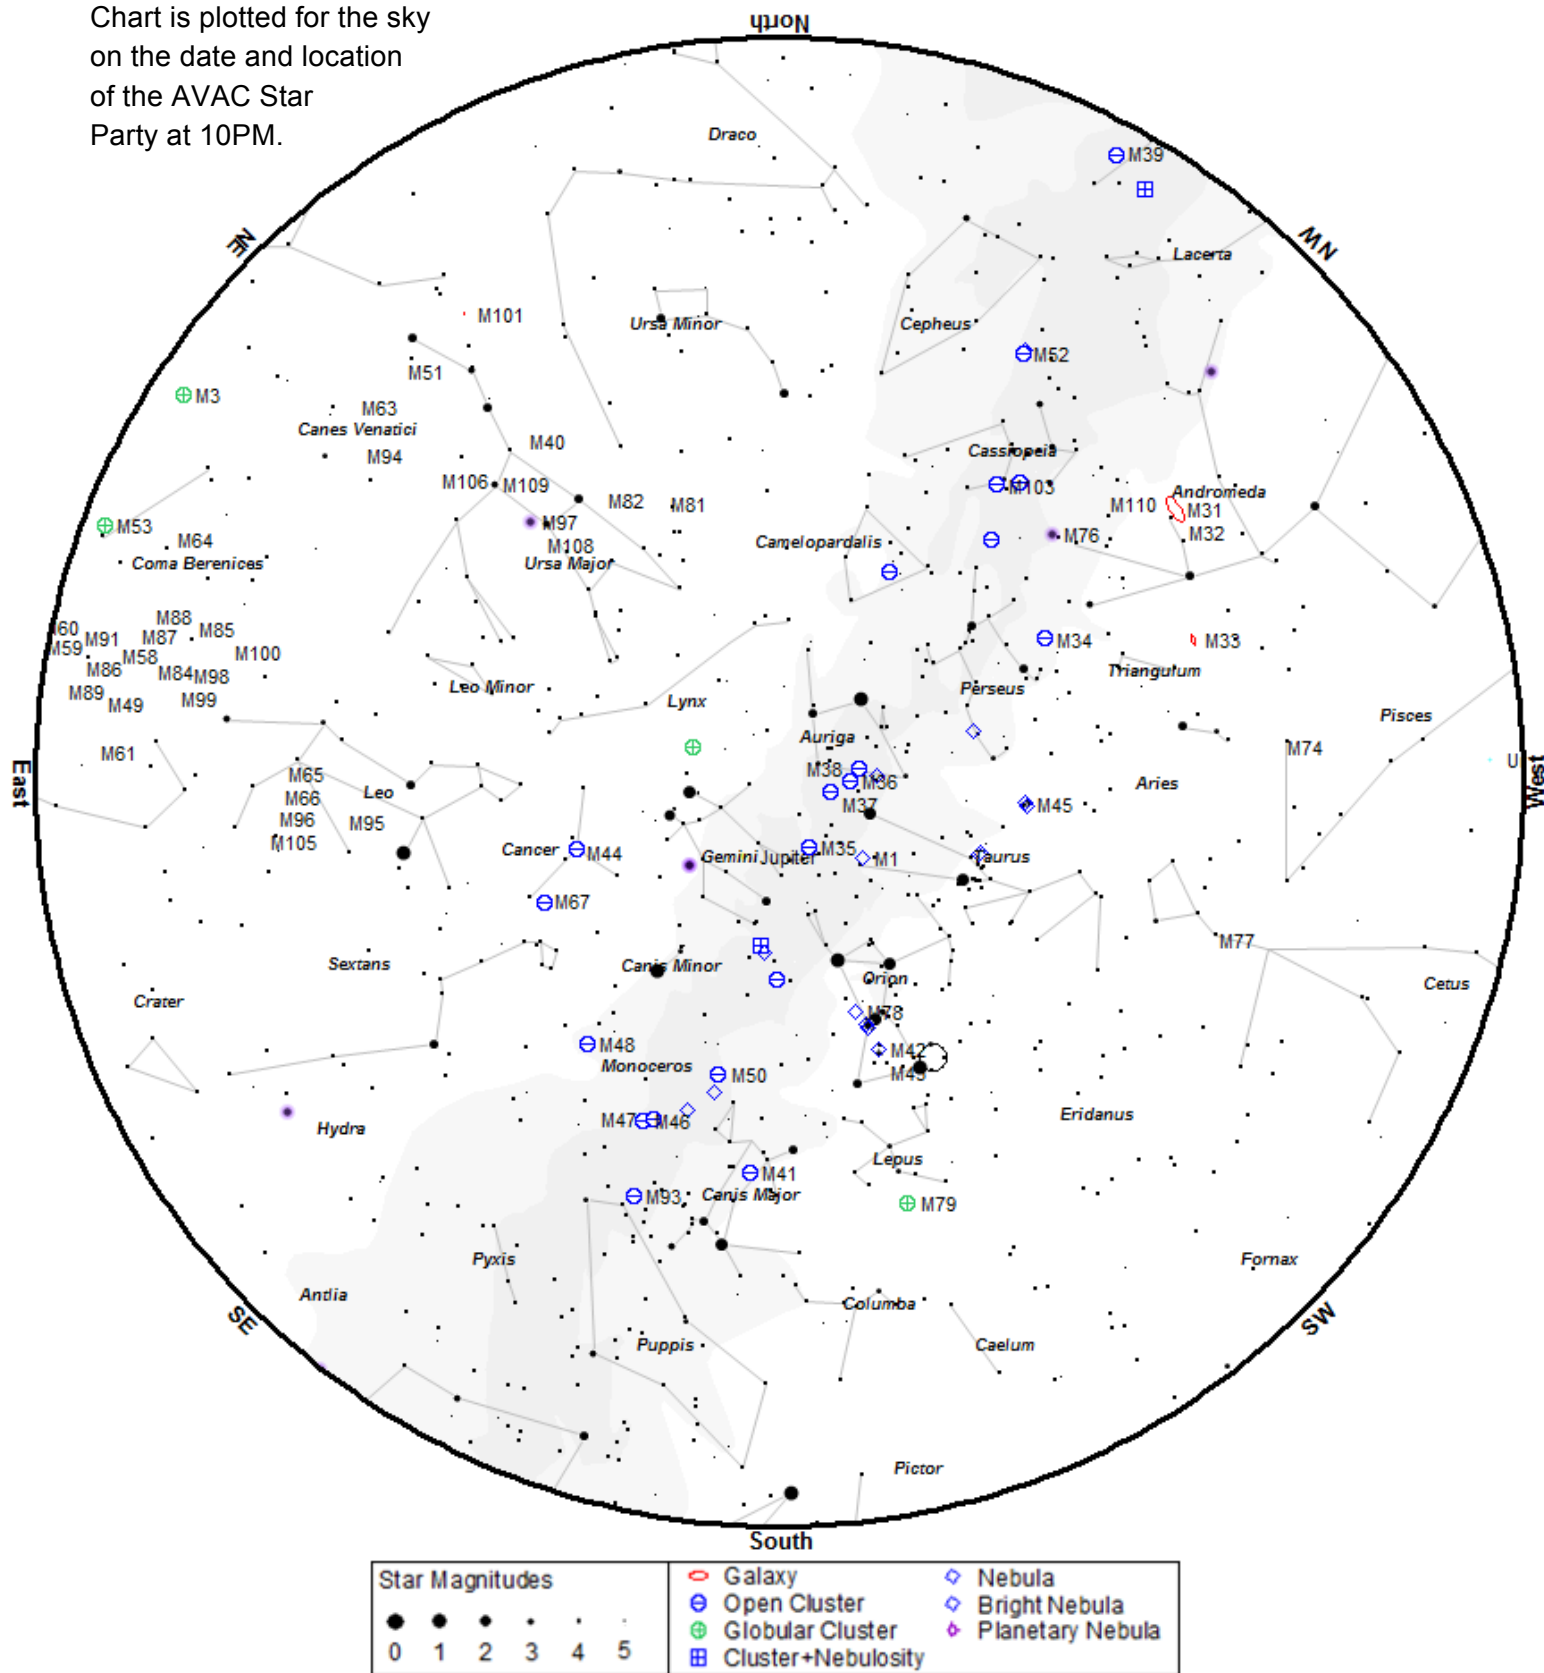 Chart is plotted for the sky
on the date and location
of the AVAC Star
Party at 10PM.
North
Draco
M39
NE
NW
Lacerta
M101
Ursa Minor
Cepheus
M52
M51
M3
M63
Canes Venatici
M40
Cassiopeia
M94
M106
M109
M82
M81
M103
M110
Andromeda
M31
M53
M97
M76
M32
M64
M108
Camelopardalis
Coma Berenices
Ursa Major
M88
M60
M91
M87
M85
M34
M33
M59
M58
M100
M86
M84
M98
Triangulum
M89
M49
M99
Leo Minor
Lynx
Perseus
Pisces
Auriga
M61
M74
U
East
West
M65
M38
M36
Aries
M66
Leo
M37
M45
M96
M95
M105
Cancer
M44
Gemini
Jupiter
M35
M1
Taurus
M67
M77
Sextans
Canis Minor
Orion
Cetus
Crater
M78
M48
M42
Monoceros
M50
M43
Eridanus
Hydra
M47
M46
Lepus
M41
M93
Canis Major
M79
Pyxis
Fornax
Antlia
Columba
SE
SW
Puppis
Caelum
Pictor
South
Star Magnitudes
0 1 2 3 4 5
Galaxy
Open Cluster
Globular Cluster
Cluster+Nebulosity
Nebula
Bright Nebula
Planetary Nebula